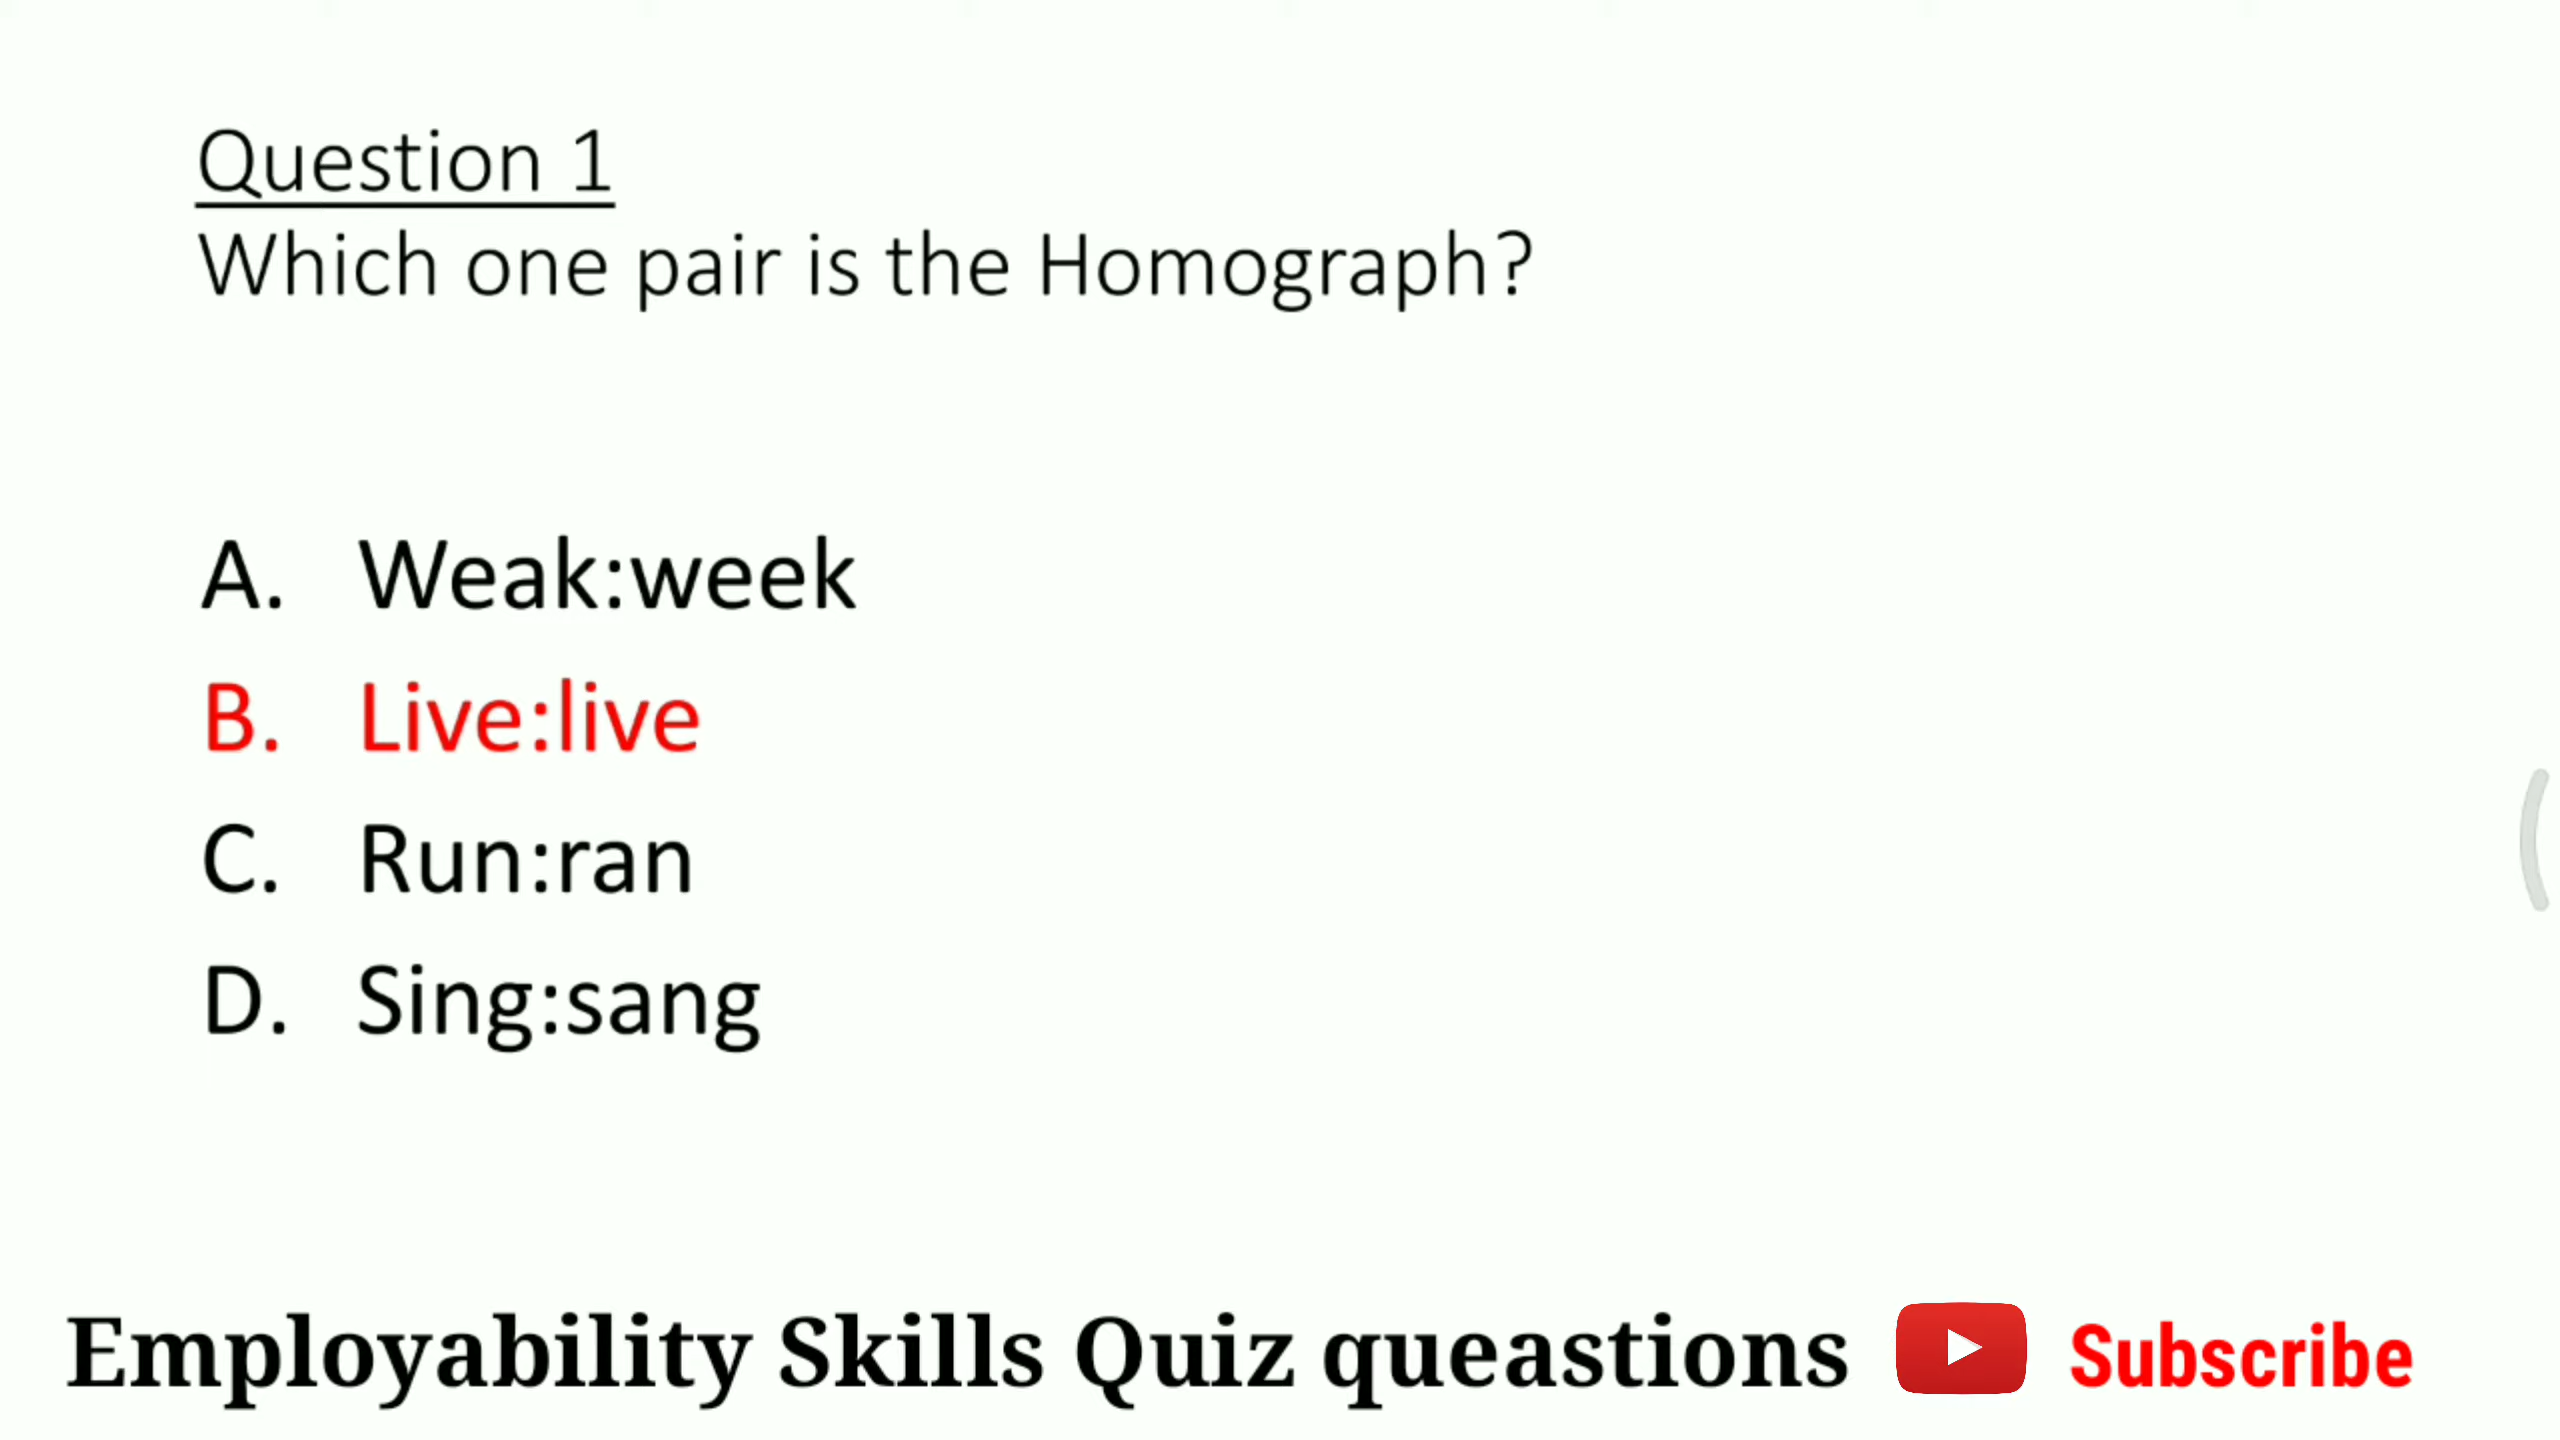 Question 1
Which one pair is the Homograph?
A. Weak:week
B. Live:live
C. Run:ran
D. Sing:sang
Employability Skills Quiz queastions Subscribe